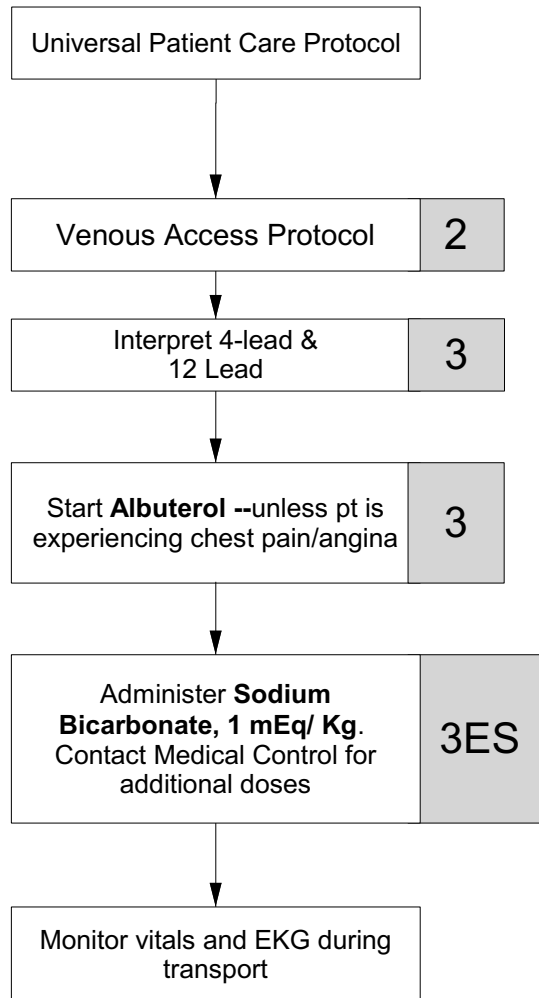 Universal Patient Care Protocol
Venous Access Protocol
2
Interpret 4-lead &
12 Lead
3
Start Albuterol --unless pt is
experiencing chest pain/angina
3
Administer Sodium
Bicarbonate, 1 mEq/ Kg.
Contact Medical Control for
additional doses
3ES
Monitor vitals and EKG during
transport